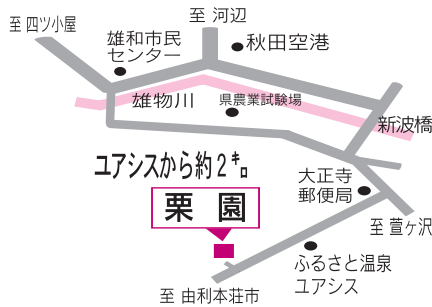 至 河辺
至 四ツ小屋
雄和市民
センター
秋田空港
雄物川
県農業試験場
新波橋
ユアシスから約2㌔
大正寺
郵便局
栗 園
至 萱ヶ沢
ふるさと温泉
ユアシス
至 由利本荘市